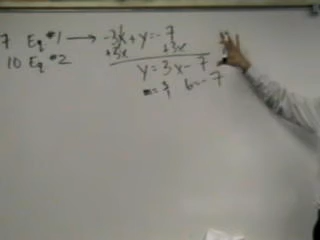 7 Eq #1 → -3x + y = -7
10 Eq #2 +3x +3x
y = 3x - 7
m = 3 b = -7